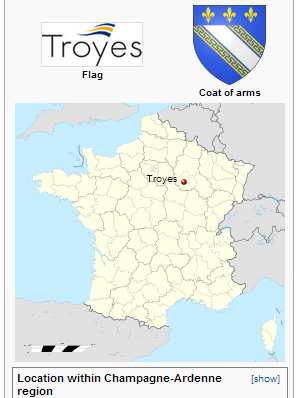 Troyes
Flag
Coat of arms
Troyes
Location within Champagne-Ardenne [show]
region